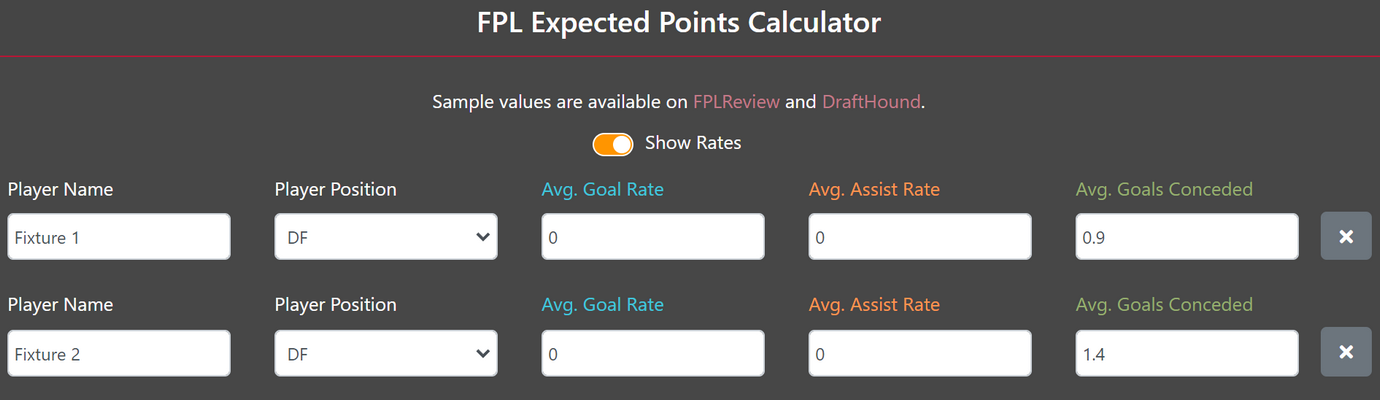 FPL Expected Points Calculator
Sample values are available on FPLReview and DraftHound.
Show Rates
Player Name Player Position Avg. Goal Rate Avg. Assist Rate Avg. Goals Conceded
Fixture 1 DF 0 0 0.9
Player Name Player Position Avg. Goal Rate Avg. Assist Rate Avg. Goals Conceded
Fixture 2 DF 0 0 1.4